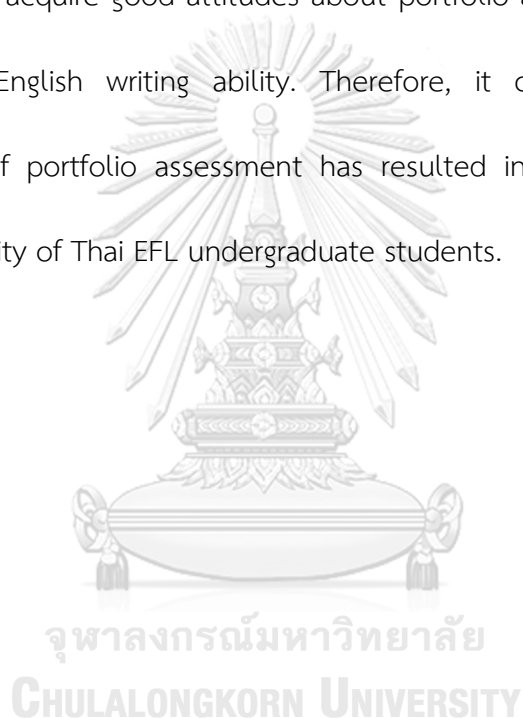 acquire good attitudes about portfolio
English writing ability. Therefore, it
f portfolio assessment has resulted in
ity of Thai EFL undergraduate students.
จุฬาลงกรณ์มหาวิทยาลัย
CHULALONGKORN UNIVERSITY